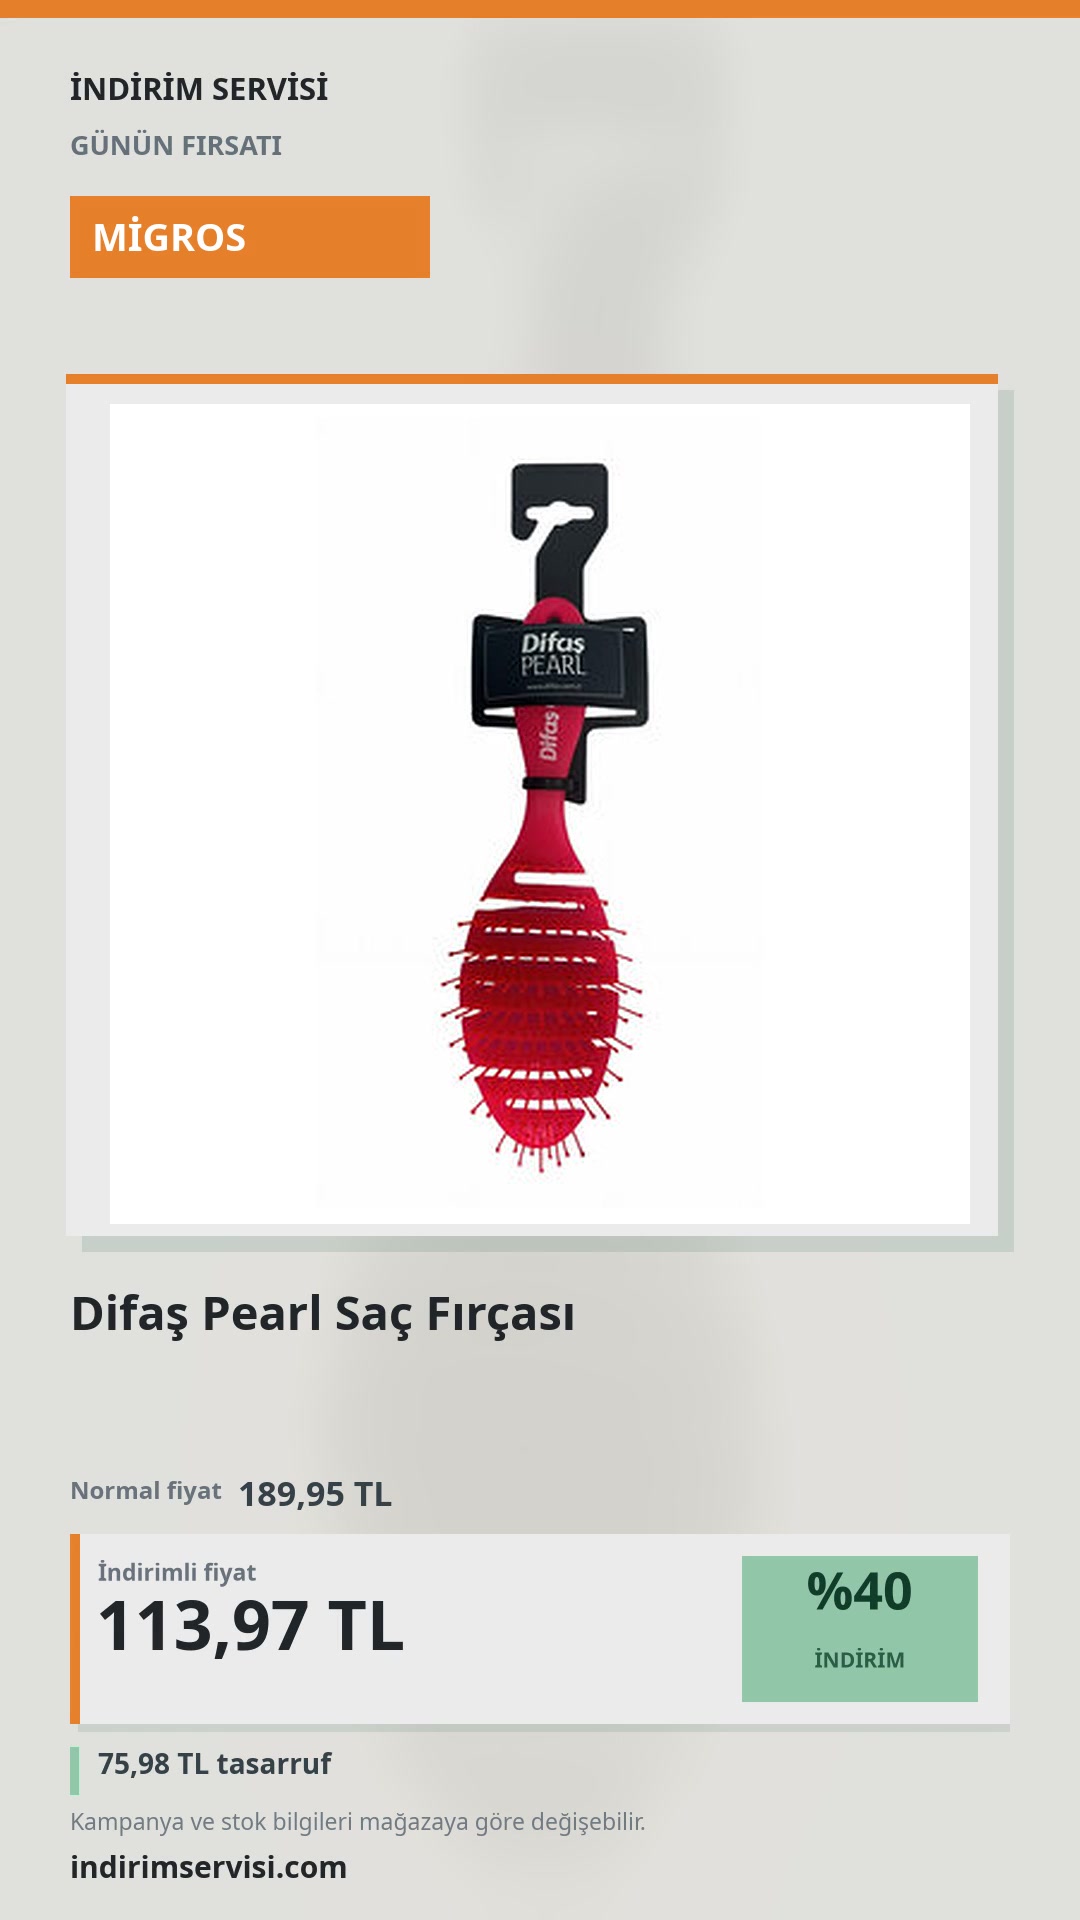 İNDİRİM SERVİSİ
GÜNÜN FIRSATI
MİGROS
Difaş
PEARL
Difaş
Difaş Pearl Saç Fırçası
Normal fiyat 189,95 TL
İndirimli fiyat
113,97 TL
%40
İNDİRİM
75,98 TL tasarruf
Kampanya ve stok bilgileri mağazaya göre değişebilir.
indirimservisi.com